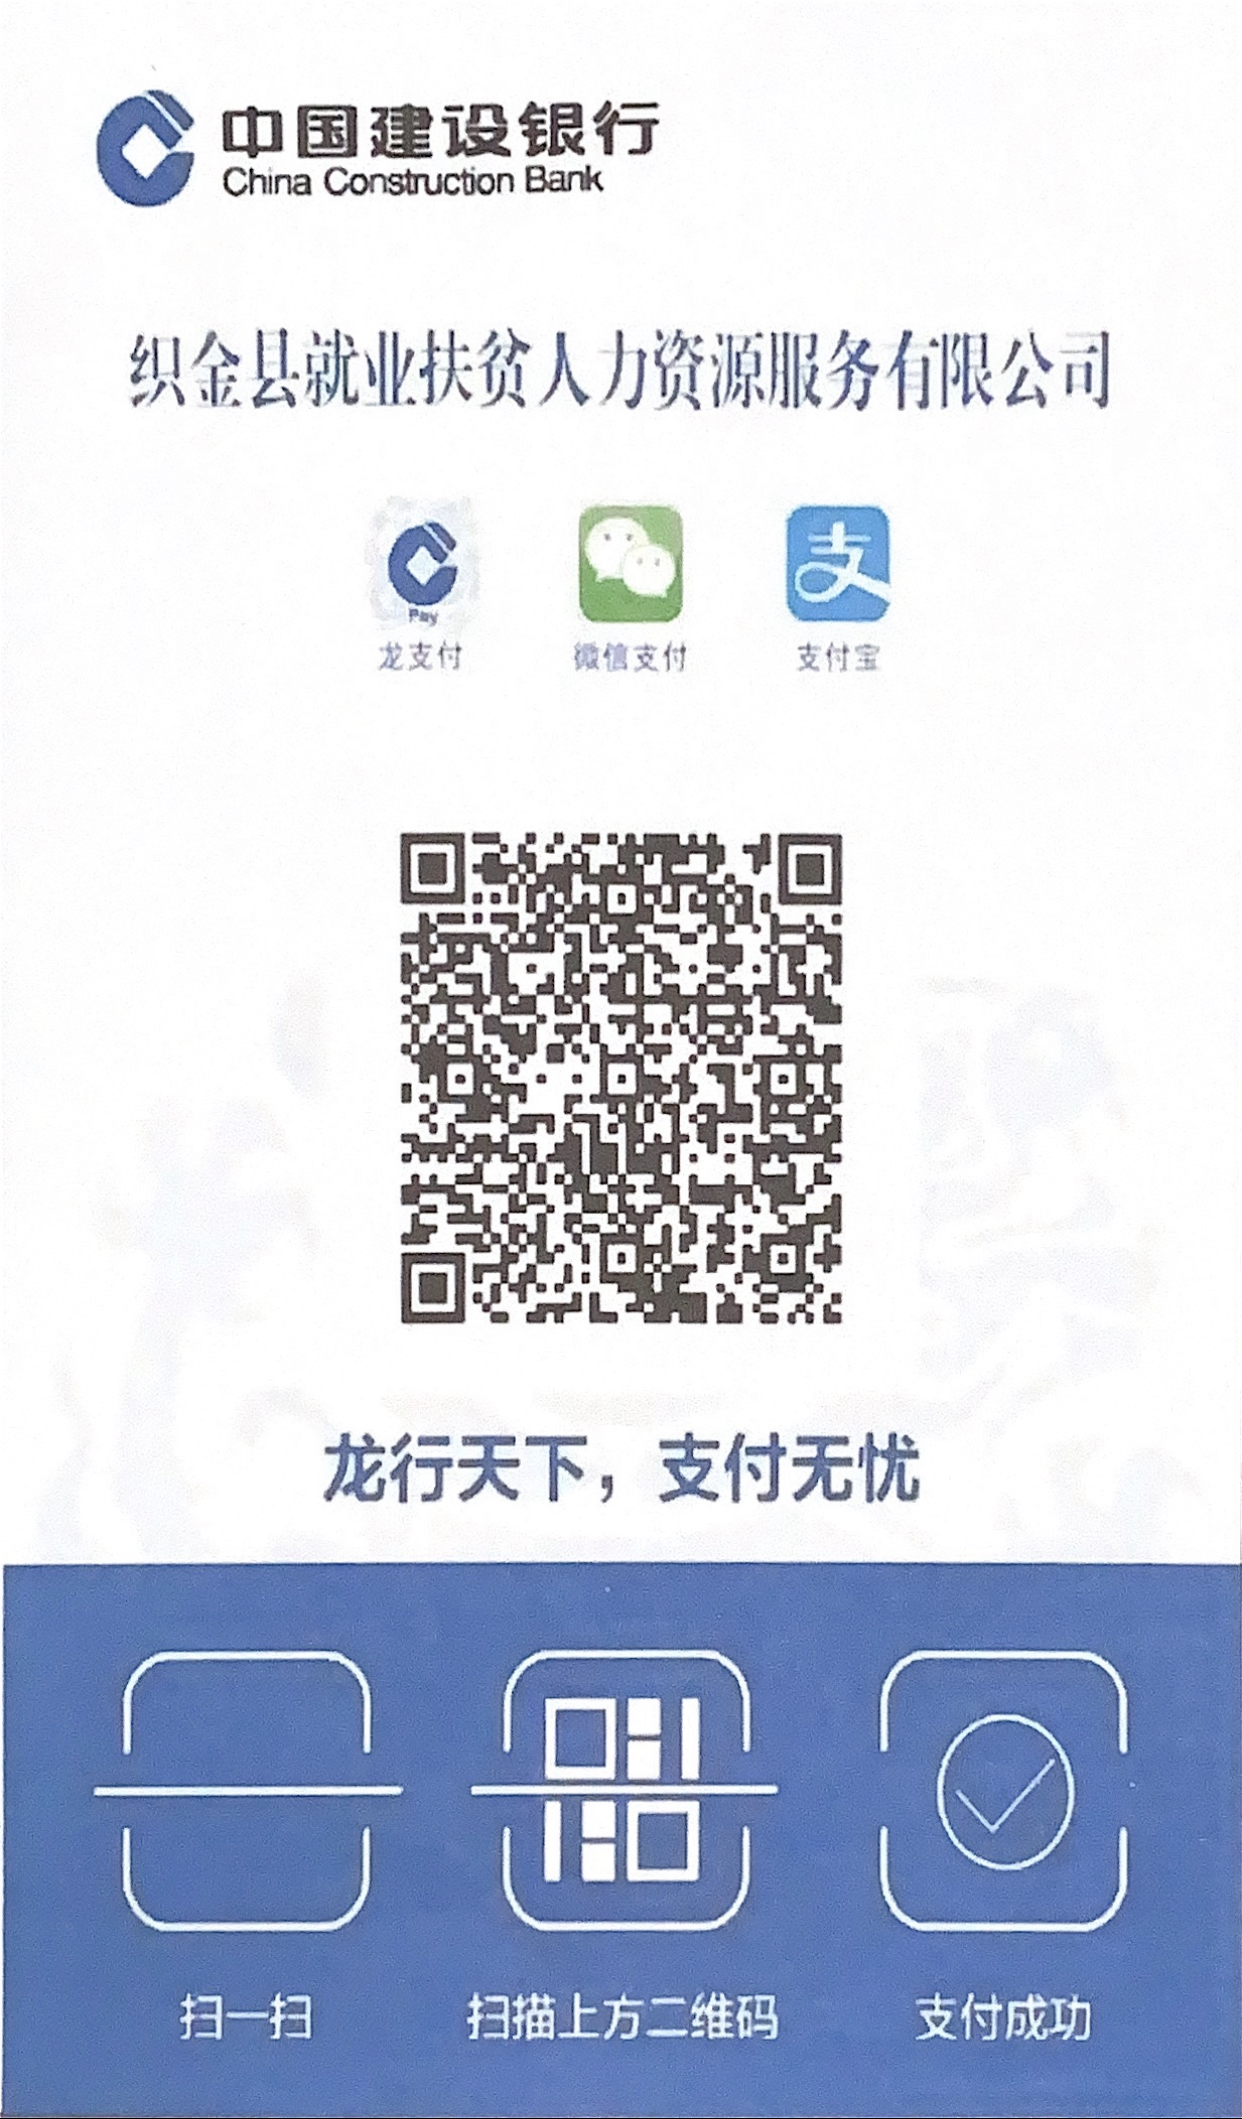 中国建设银行
China Construction Bank
织金县就业扶贫人力资源服务有限公司
Pay
龙支付 微信支付 支付宝
龙行天下，支付无忧
扫一扫 扫描上方二维码 支付成功